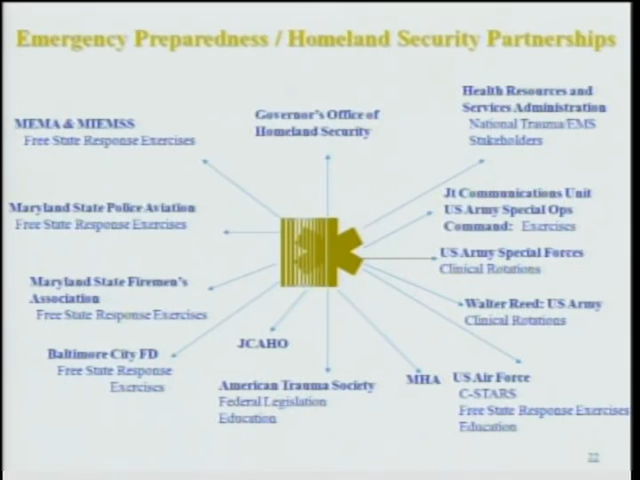 Emergency Preparedness / Homeland Security Partnerships
Health Resources and
Services Administration
National Trauma/EMS
Stakeholders
Governor's Office of
Homeland Security
MEMA & MIEMSS
Free State Response Exercises
Jt Communications Unit
US Army Special Ops
Command: Exercises
Maryland State Police Aviation
Free State Response Exercises
US Army Special Forces
Clinical Rotations
Maryland State Firemen's
Association
Free State Response Exercises
Walter Reed: US Army
Clinical Rotations
JCAHO
Baltimore City FD
Free State Response
Exercises
American Trauma Society
Federal Legislation
Education
MHA
US Air Force
C-STARS
Free State Response Exercises
Education
22